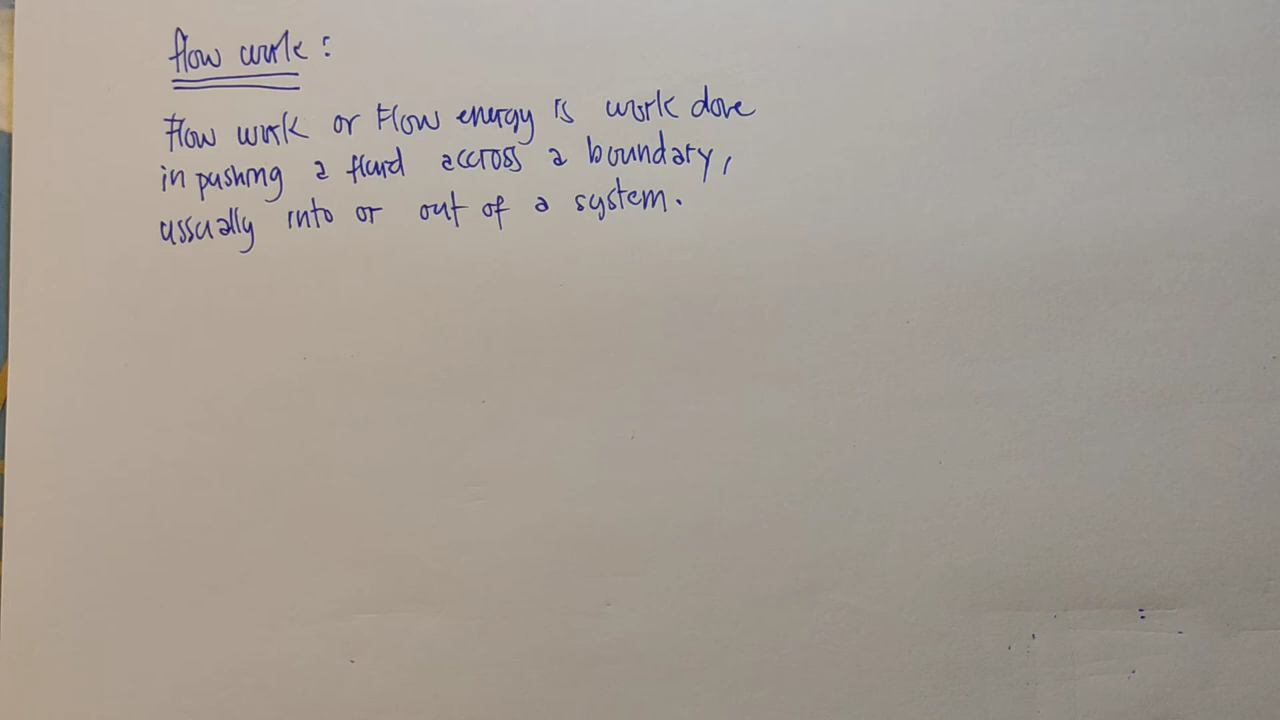 flow work :
Flow work or Flow energy is work done
in pushing a fluid accross a boundary,
ussually into or out of a system.